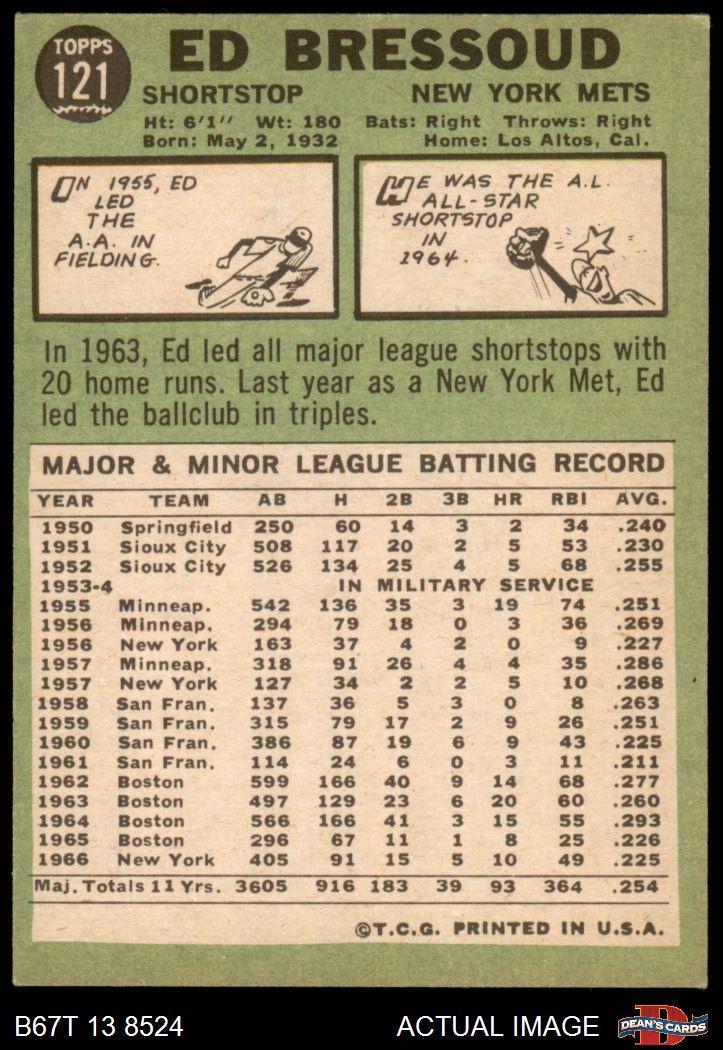 TOPPS
121
ED BRESSOUD
SHORTSTOP NEW YORK METS
Ht: 6'1" Wt: 180 Bats: Right Throws: Right
Born: May 2, 1932 Home: Los Altos, Cal.
ON 1955, ED
LED
THE
A.A. IN
FIELDING.
HE WAS THE A.L.
ALL-STAR
SHORTSTOP
IN
1964.
In 1963, Ed led all major league shortstops with
20 home runs. Last year as a New York Met, Ed
led the ballclub in triples.
MAJOR & MINOR LEAGUE BATTING RECORD
YEAR TEAM AB H 2B 3B HR RBI AVG.
1950 Springfield 250 60 14 3 2 34 .240
1951 Sioux City 508 117 20 2 5 53 .230
1952 Sioux City 526 134 25 4 5 68 .255
1953-4 IN MILITARY SERVICE
1955 Minneap. 542 136 35 3 19 74 .251
1956 Minneap. 294 79 18 0 3 36 .269
1956 New York 163 37 4 2 0 9 .227
1957 Minneap. 318 91 26 4 4 35 .286
1957 New York 127 34 2 2 5 10 .268
1958 San Fran. 137 36 5 3 0 8 .263
1959 San Fran. 315 79 17 2 9 26 .251
1960 San Fran. 386 87 19 6 9 43 .225
1961 San Fran. 114 24 6 0 3 11 .211
1962 Boston 599 166 40 9 14 68 .277
1963 Boston 497 129 23 6 20 60 .260
1964 Boston 566 166 41 3 15 55 .293
1965 Boston 296 67 11 1 8 25 .226
1966 New York 405 91 15 5 10 49 .225
Maj. Totals 11 Yrs. 3605 916 183 39 93 364 .254
©T.C.G. PRINTED IN U.S.A.
B67T 13 8524 ACTUAL IMAGE
D
DEAN'S CARDS